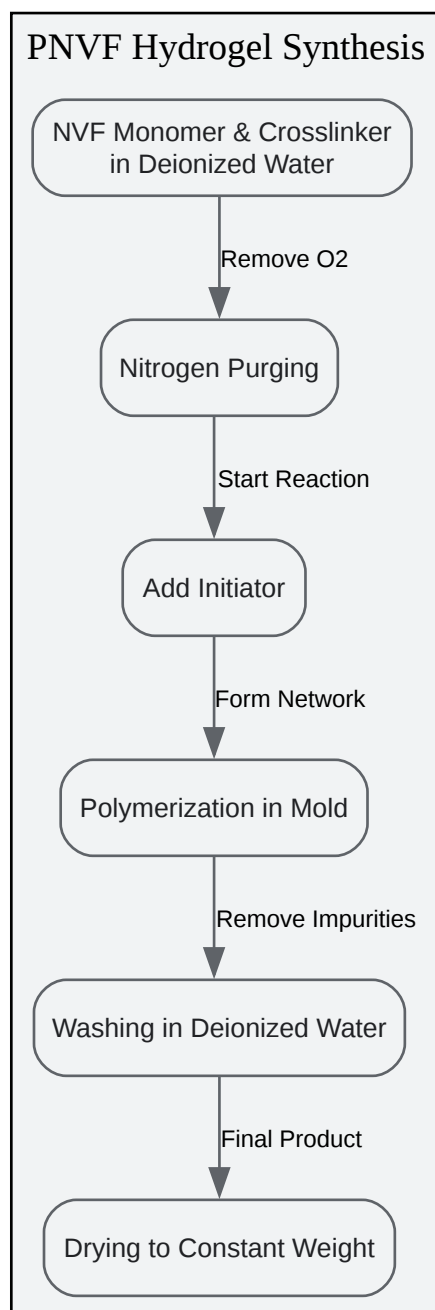 PNVF Hydrogel Synthesis
NVF Monomer & Crosslinker
in Deionized Water
Remove O2
Nitrogen Purging
Start Reaction
Add Initiator
Form Network
Polymerization in Mold
Remove Impurities
Washing in Deionized Water
Final Product
Drying to Constant Weight